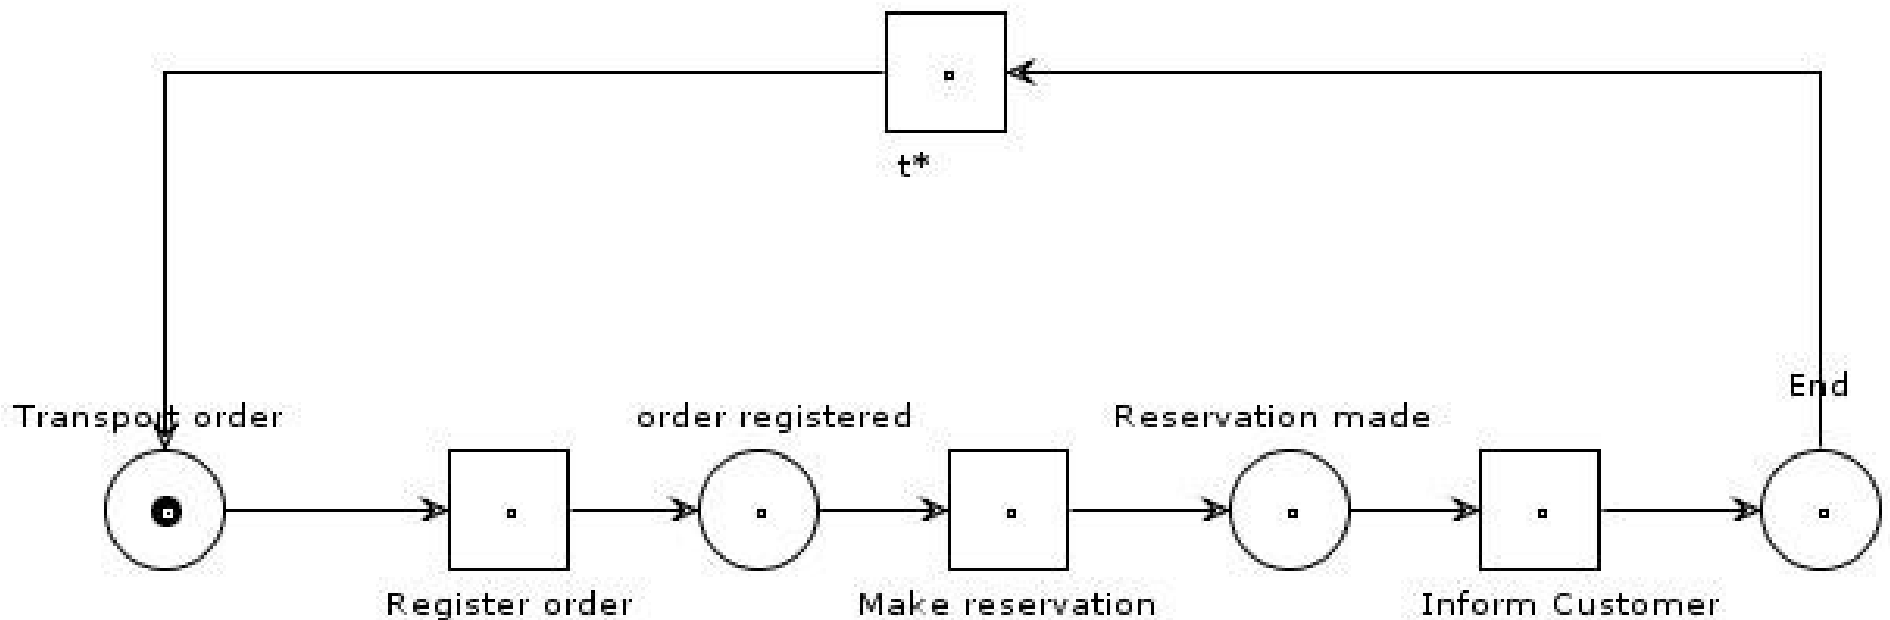 t*
End
Transport order
order registered
Reservation made
Register order
Make reservation
Inform Customer